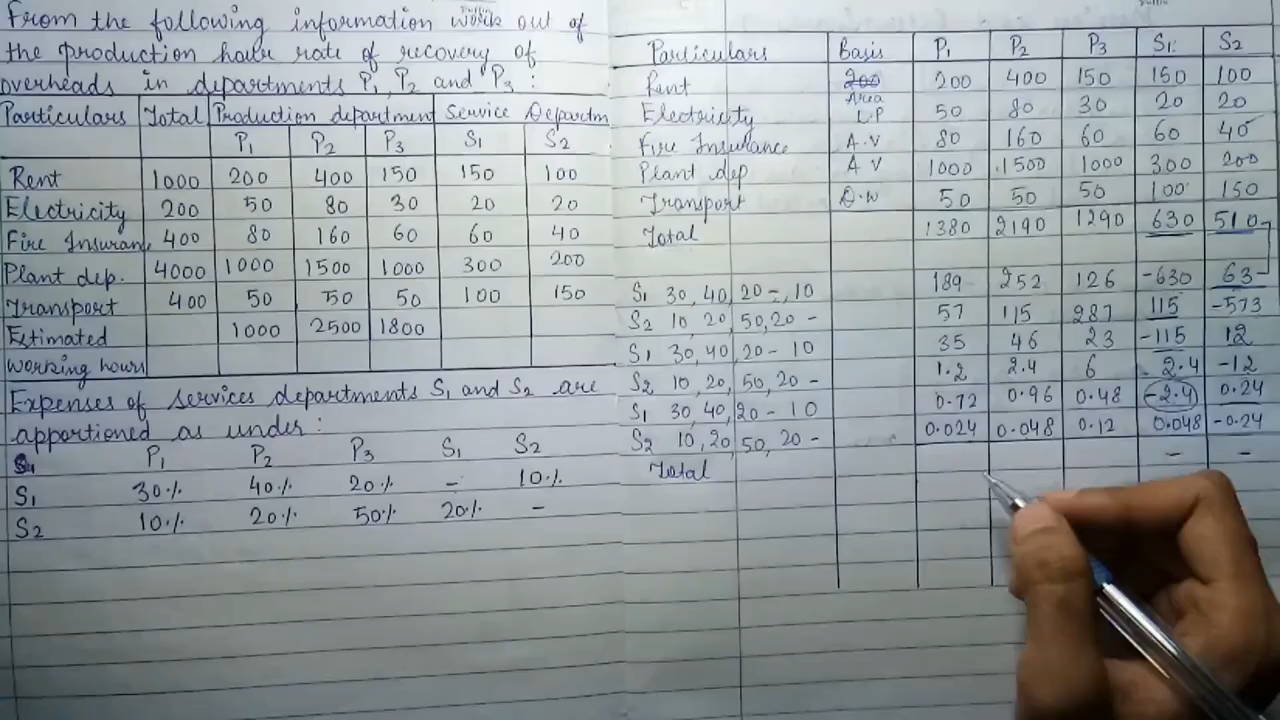 From the following information work out of
the production hour rate of recovery of
overheads in departments P1, P2 and P3 :
Particulars Total Production department Service Departm
P1 P2 P3 S1 S2
Rent 1000 200 400 150 150 100
Electricity 200 50 80 30 20 20
Fire Insuran 400 80 160 60 60 40
Plant dep. 4000 1000 1500 1000 300 200
Transport 400 50 50 50 100 150
Estimated 1000 2500 1800
working hours
Expenses of services departments S1 and S2 are
apportioned as under :
P1 P2 P3 S1 S2
S1 30% 40% 20% - 10%
S2 10% 20% 50% 20% -
Particulars Basis P1 P2 P3 S1 S2
Rent Area 200 400 150 150 100
Electricity L.P 50 80 30 20 20
Fire Insurance A.V 80 160 60 60 40
Plant dep A V 1000 1500 1000 300 200
Transport D.W 50 50 50 100 150
Total 1380 2190 1290 630 510
S1 30, 40, 20 -, 10 189 252 126 -630 63
S2 10, 20, 50, 20 - 57 115 287 115 -573
S1 30, 40, 20 - 10 35 46 23 -115 12
S2 10, 20, 50, 20 - 1.2 2.4 6 2.4 -12
S1 30, 40, 20 - 10 0.72 0.96 0.48 -2.4 0.24
S2 10, 20, 50, 20 - 0.024 0.048 0.12 0.048 -0.24
Total - -